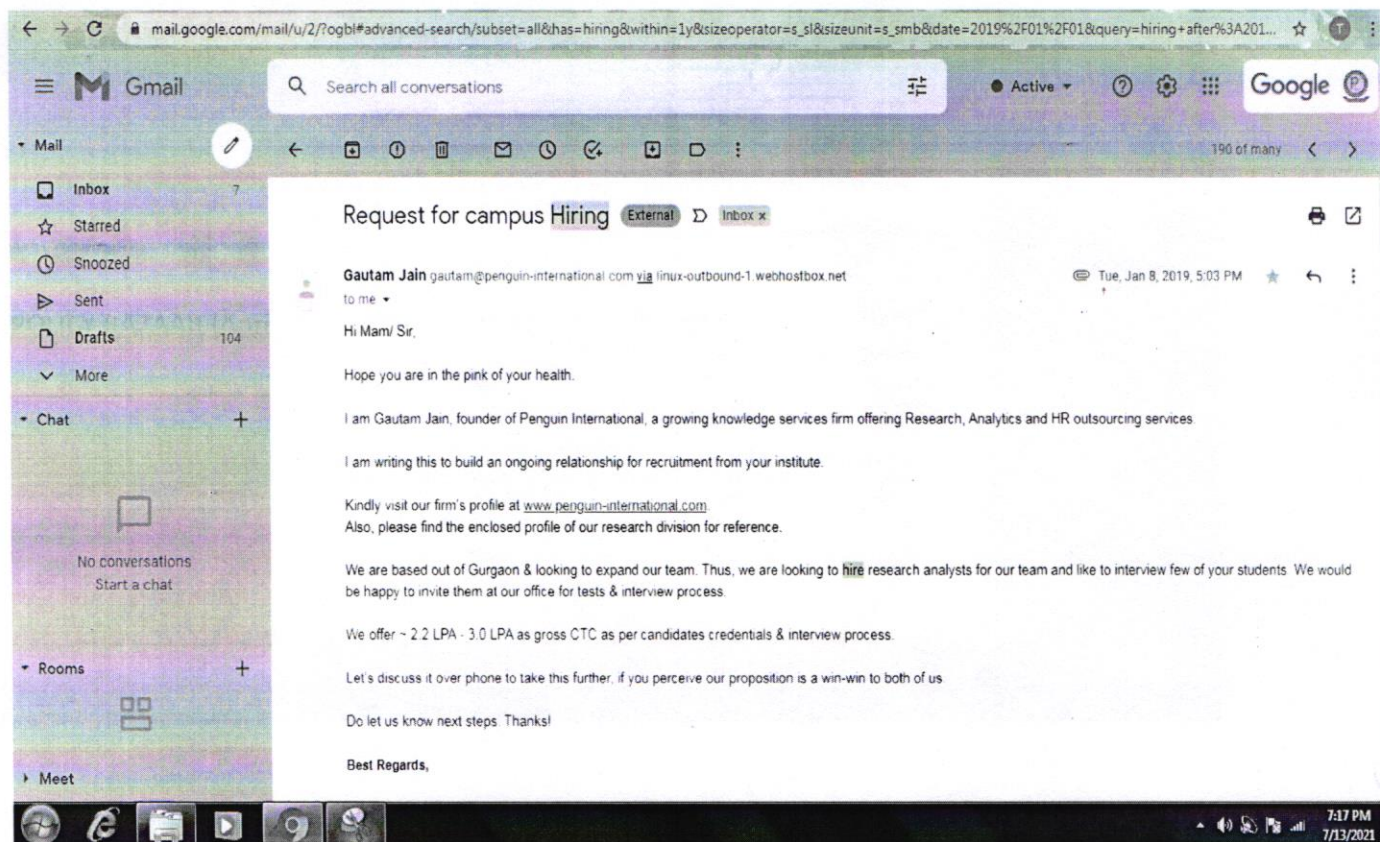 mail.google.com/mail/u/2/?ogbl#advanced-search/subset=all&has=hiring&within=1y&sizeoperator=s_sl&sizeunit=s_smb&date=2019%2F01%2F01&query=hiring+after%3A201...
T
Gmail
Search all conversations
Active
Google
P
Mail
190 of many
Inbox 7
Starred
Snoozed
Sent
Drafts 104
More
Chat
No conversations
Start a chat
Rooms
Meet
Request for campus Hiring External Inbox x
Gautam Jain gautam@penguin-international.com via linux-outbound-1.webhostbox.net
Tue, Jan 8, 2019, 5:03 PM
to me
Hi Mam/ Sir,
Hope you are in the pink of your health.
I am Gautam Jain, founder of Penguin International, a growing knowledge services firm offering Research, Analytics and HR outsourcing services
I am writing this to build an ongoing relationship for recruitment from your institute.
Kindly visit our firm's profile at www.penguin-international.com.
Also, please find the enclosed profile of our research division for reference.
We are based out of Gurgaon & looking to expand our team. Thus, we are looking to hire research analysts for our team and like to interview few of your students. We would
be happy to invite them at our office for tests & interview process.
We offer ~ 2.2 LPA - 3.0 LPA as gross CTC as per candidates credentials & interview process.
Let's discuss it over phone to take this further, if you perceive our proposition is a win-win to both of us
Do let us know next steps. Thanks!
Best Regards,
7:17 PM
7/13/2021